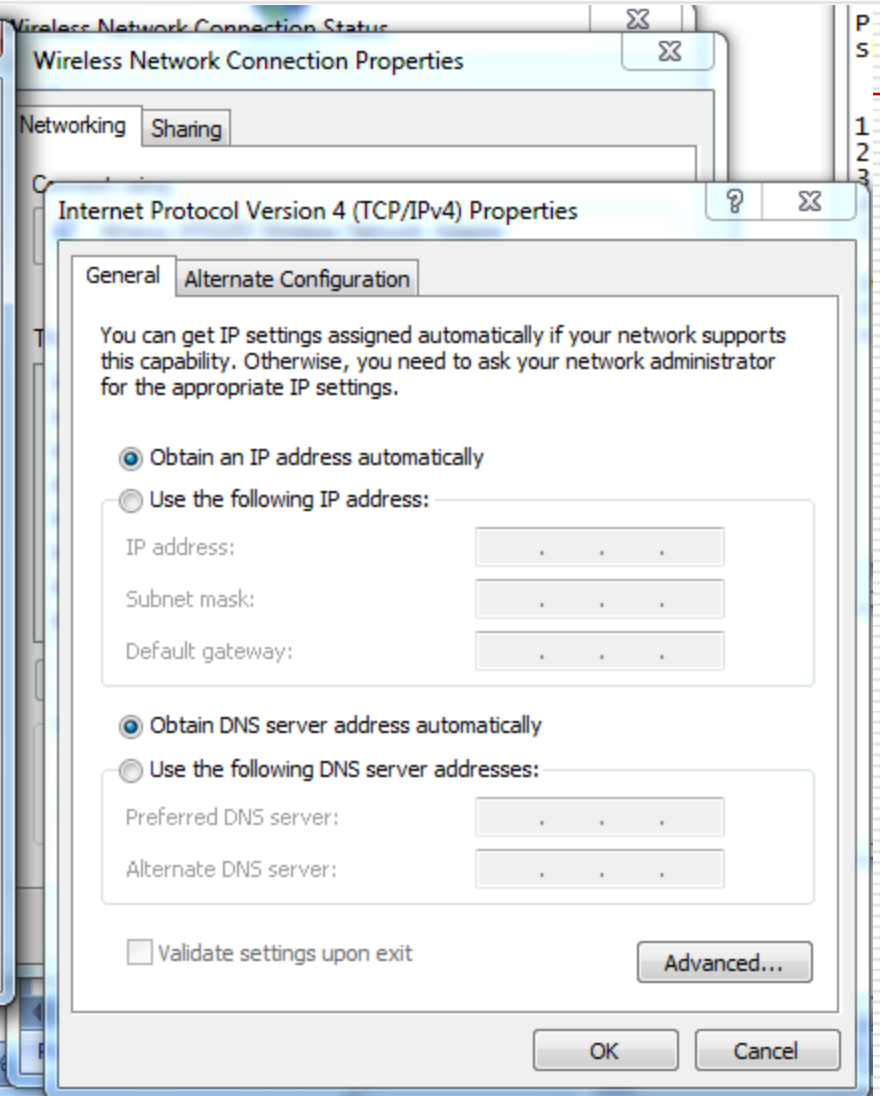 Wireless Network Connection Status
Wireless Network Connection Properties
Networking
Sharing
Internet Protocol Version 4 (TCP/IPv4) Properties
General
Alternate Configuration
You can get IP settings assigned automatically if your network supports
this capability. Otherwise, you need to ask your network administrator
for the appropriate IP settings.
Obtain an IP address automatically
Use the following IP address:
IP address: . . .
Subnet mask: . . .
Default gateway: . . .
Obtain DNS server address automatically
Use the following DNS server addresses:
Preferred DNS server: . . .
Alternate DNS server: . . .
Validate settings upon exit
Advanced...
OK
Cancel
P
s
1
2
3